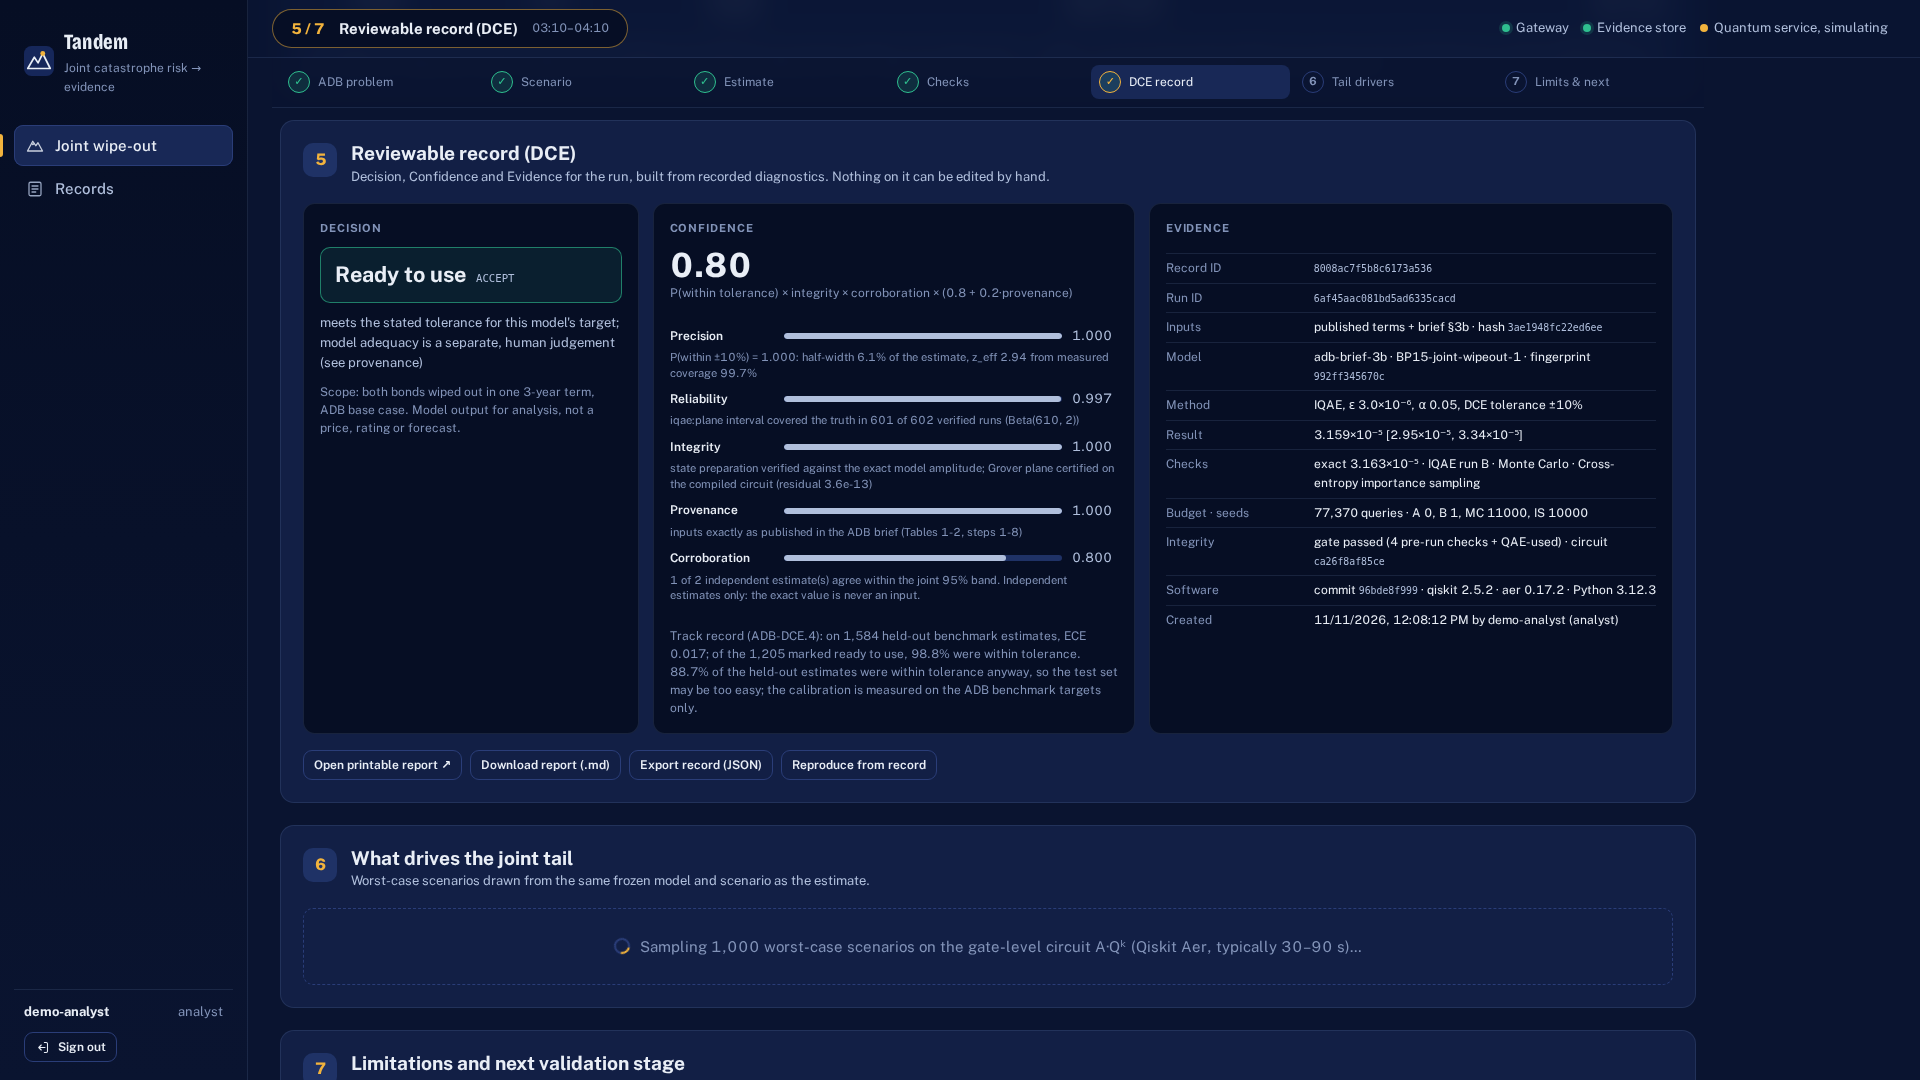 Tandem
Joint catastrophe risk →
evidence
Joint wipe-out
Records
demo-analyst
analyst
Sign out
5 / 7 Reviewable record (DCE) 03:10–04:10
Gateway
Evidence store
Quantum service, simulating
✓ ADB problem
✓ Scenario
✓ Estimate
✓ Checks
✓ DCE record
6 Tail drivers
7 Limits & next
5 Reviewable record (DCE)
Decision, Confidence and Evidence for the run, built from recorded diagnostics. Nothing on it can be edited by hand.
DECISION
Ready to use ACCEPT
meets the stated tolerance for this model's target;
model adequacy is a separate, human judgement
(see provenance)
Scope: both bonds wiped out in one 3-year term,
ADB base case. Model output for analysis, not a
price, rating or forecast.
CONFIDENCE
0.80
P(within tolerance) × integrity × corroboration × (0.8 + 0.2·provenance)
Precision 1.000
P(within ±10%) = 1.000: half-width 6.1% of the estimate, z_eff 2.94 from measured
coverage 99.7%
Reliability 0.997
iqae:plane interval covered the truth in 601 of 602 verified runs (Beta(610, 2))
Integrity 1.000
state preparation verified against the exact model amplitude; Grover plane certified on
the compiled circuit (residual 3.6e-13)
Provenance 1.000
inputs exactly as published in the ADB brief (Tables 1-2, steps 1-8)
Corroboration 0.800
1 of 2 independent estimate(s) agree within the joint 95% band. Independent
estimates only: the exact value is never an input.
Track record (ADB-DCE.4): on 1,584 held-out benchmark estimates, ECE
0.017; of the 1,205 marked ready to use, 98.8% were within tolerance.
88.7% of the held-out estimates were within tolerance anyway, so the test set
may be too easy; the calibration is measured on the ADB benchmark targets
only.
EVIDENCE
Record ID 8008ac7f5b8c6173a536
Run ID 6af45aac081bd5ad6335cacd
Inputs published terms + brief §3b · hash 3ae1948fc22ed6ee
Model adb-brief-3b · BP15-joint-wipeout-1 · fingerprint
992ff345670c
Method IQAE, ε 3.0×10⁻⁶, α 0.05, DCE tolerance ±10%
Result 3.159×10⁻⁵ [2.95×10⁻⁵, 3.34×10⁻⁵]
Checks exact 3.163×10⁻⁵ · IQAE run B · Monte Carlo · Cross-
entropy importance sampling
Budget · seeds 77,370 queries · A 0, B 1, MC 11000, IS 10000
Integrity gate passed (4 pre-run checks + QAE-used) · circuit
ca26f8af85ce
Software commit 96bde8f999 · qiskit 2.5.2 · aer 0.17.2 · Python 3.12.3
Created 11/11/2026, 12:08:12 PM by demo-analyst (analyst)
Open printable report ↗
Download report (.md)
Export record (JSON)
Reproduce from record
6 What drives the joint tail
Worst-case scenarios drawn from the same frozen model and scenario as the estimate.
Sampling 1,000 worst-case scenarios on the gate-level circuit A·Qᵏ (Qiskit Aer, typically 30–90 s)…
7 Limitations and next validation stage